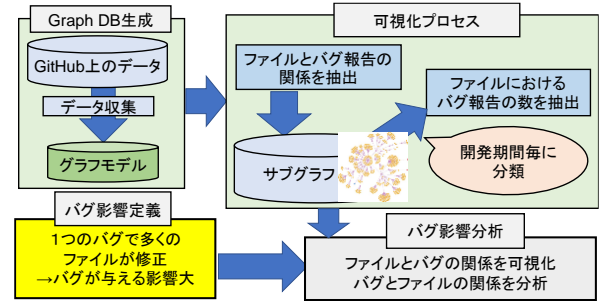 Graph DB生成
GitHub上のデータ
データ収集
グラフモデル
可視化プロセス
ファイルとバグ報告の
関係を抽出
サブグラフ
ファイルにおける
バグ報告の数を抽出
開発期間毎に
分類
バグ影響定義
1つのバグで多くの
ファイルが修正
→バグが与える影響大
バグ影響分析
ファイルとバグの関係を可視化
バグとファイルの関係を分析